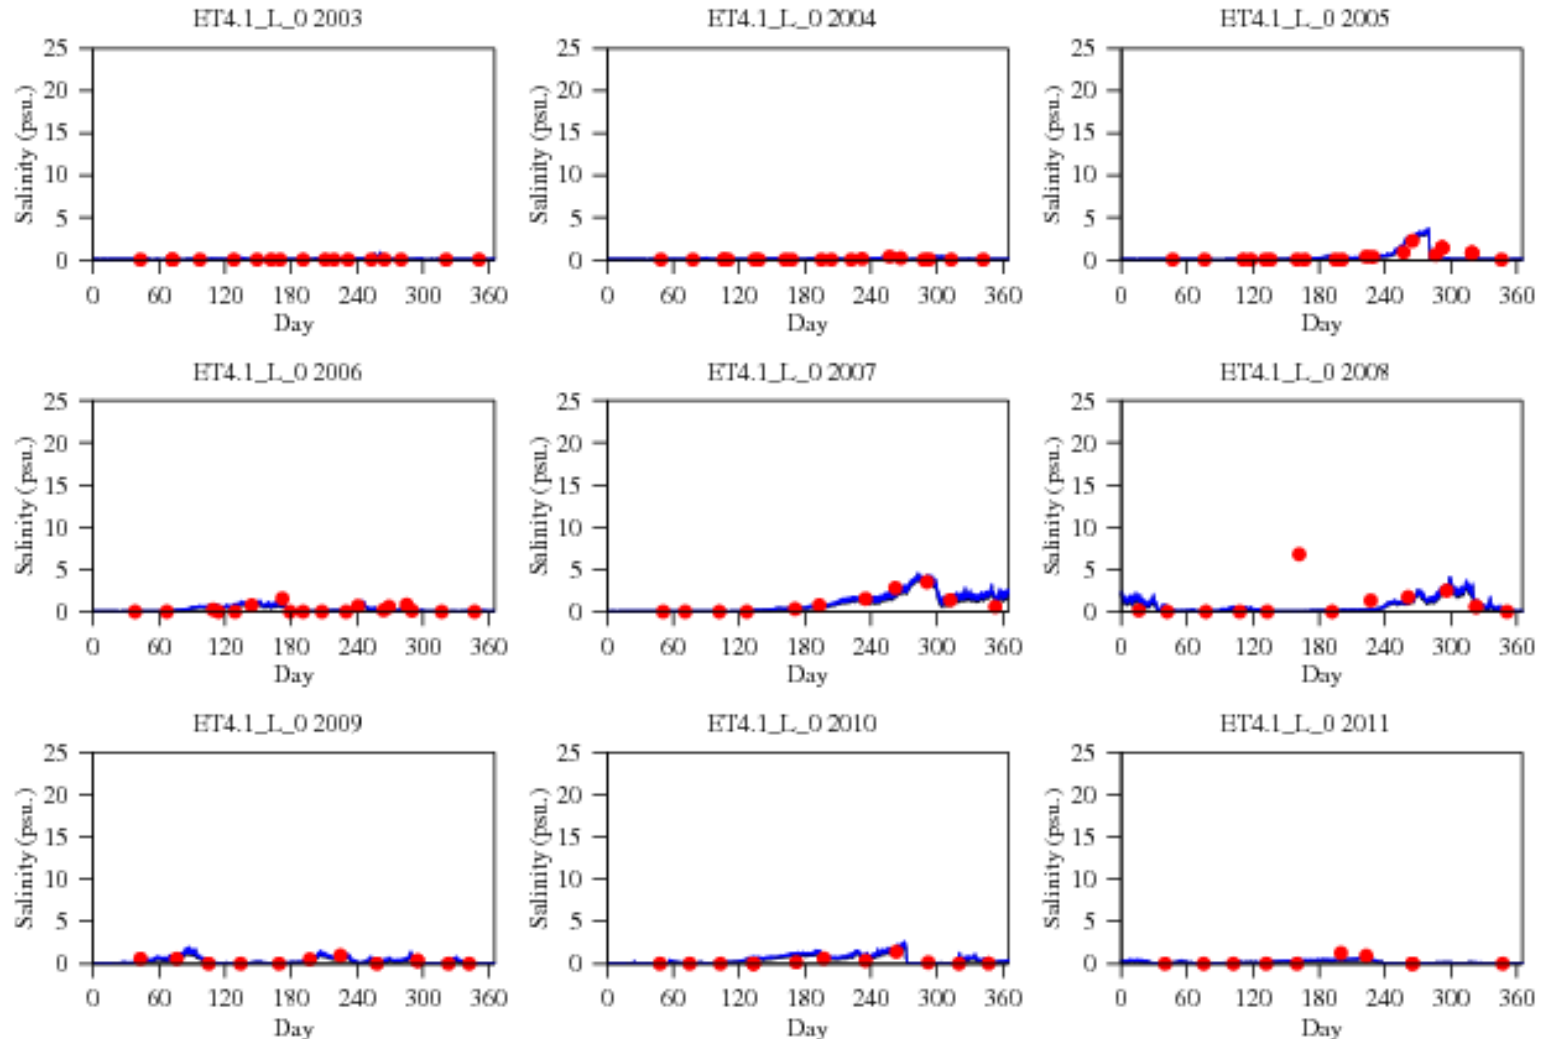 ET4.1_L_0 2003 ET4.1_L_0 2004 ET4.1_L_0 2005
25 25 25
20 20 20
15 15 15
10 10 10
5 5 5
0 0 0
Salinity (psu.) Salinity (psu.) Salinity (psu.)
0 60 120 180 240 300 360 0 60 120 180 240 300 360 0 60 120 180 240 300 360
Day Day Day
ET4.1_L_0 2006 ET4.1_L_0 2007 ET4.1_L_0 2008
25 25 25
20 20 20
15 15 15
10 10 10
5 5 5
0 0 0
Salinity (psu.) Salinity (psu.) Salinity (psu.)
0 60 120 180 240 300 360 0 60 120 180 240 300 360 0 60 120 180 240 300 360
Day Day Day
ET4.1_L_0 2009 ET4.1_L_0 2010 ET4.1_L_0 2011
25 25 25
20 20 20
15 15 15
10 10 10
5 5 5
0 0 0
Salinity (psu.) Salinity (psu.) Salinity (psu.)
0 60 120 180 240 300 360 0 60 120 180 240 300 360 0 60 120 180 240 300 360
Day Day Day